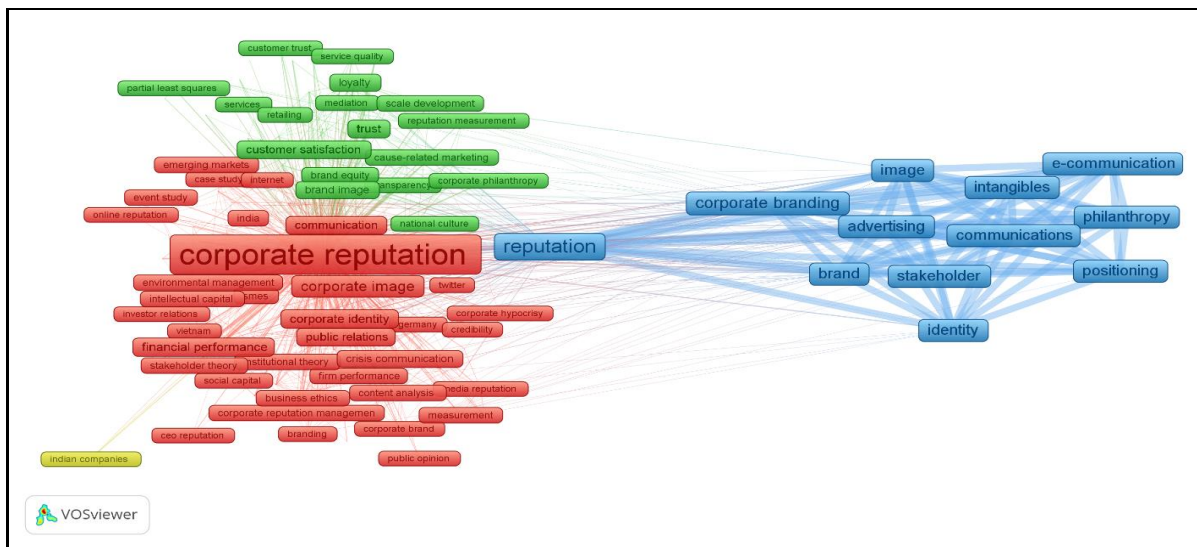 customer trust
service quality
partial least squares
loyalty
services
mediation
scale development
retailing
reputation measurement
trust
customer satisfaction
cause-related marketing
emerging markets
brand equity
case study
internet
brand image
transparency
corporate philanthropy
event study
online reputation
india
communication
national culture
corporate reputation
reputation
environmental management
corporate image
twitter
intellectual capital
smes
investor relations
corporate identity
germany
corporate hypocrisy
vietnam
public relations
credibility
financial performance
stakeholder theory
institutional theory
crisis communication
social capital
firm performance
business ethics
content analysis
media reputation
corporate reputation managemen
measurement
ceo reputation
branding
corporate brand
indian companies
public opinion
image
e-communication
intangibles
corporate branding
advertising
communications
philanthropy
brand
stakeholder
positioning
identity
VOSviewer